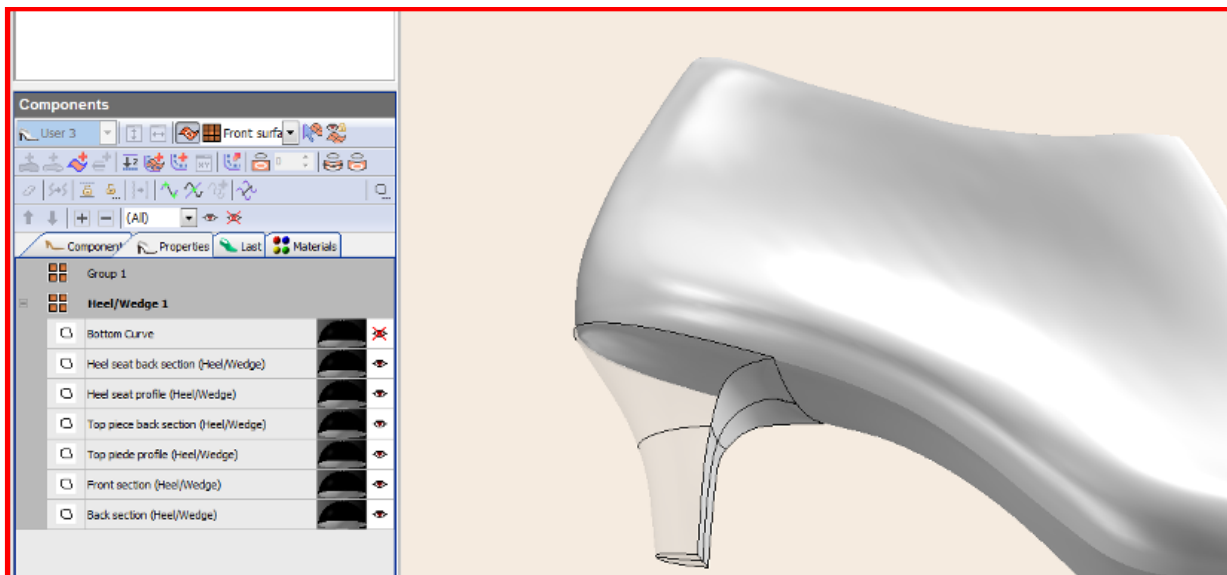 Components
User 3
Front surfa
0
(All)
Component Properties Last Materials
Group 1
Heel/Wedge 1
Bottom Curve
Heel seat back section (Heel/Wedge)
Heel seat profile (Heel/Wedge)
Top piece back section (Heel/Wedge)
Top piede profile (Heel/Wedge)
Front section (Heel/Wedge)
Back section (Heel/Wedge)